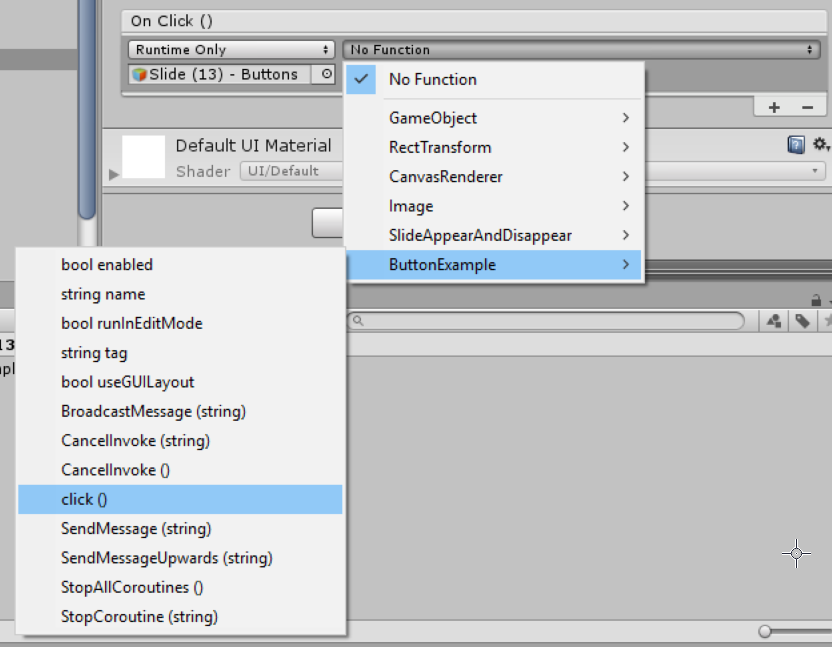 On Click ()
Runtime Only
No Function
Slide (13) - Buttons
No Function
GameObject
RectTransform
CanvasRenderer
Image
SlideAppearAndDisappear
ButtonExample
Default UI Material
Shader
UI/Default
bool enabled
string name
bool runInEditMode
string tag
bool useGUILayout
BroadcastMessage (string)
CancelInvoke (string)
CancelInvoke ()
click ()
SendMessage (string)
SendMessageUpwards (string)
StopAllCoroutines ()
StopCoroutine (string)
13